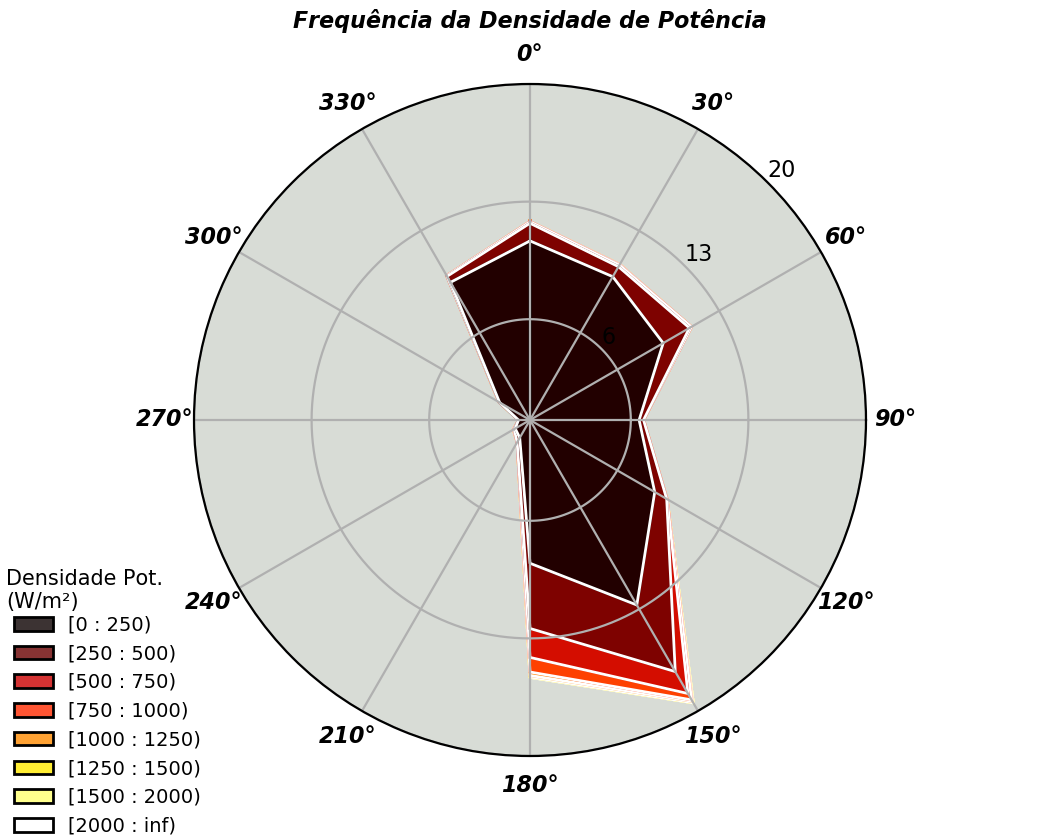 Frequência da Densidade de Potência
0°
330°
30°
20
300°
60°
13
6
270°
90°
Densidade Pot.
(W/m²)
240°
120°
[0 : 250)
[250 : 500)
[500 : 750)
[750 : 1000)
210°
150°
[1000 : 1250)
[1250 : 1500)
180°
[1500 : 2000)
[2000 : inf)